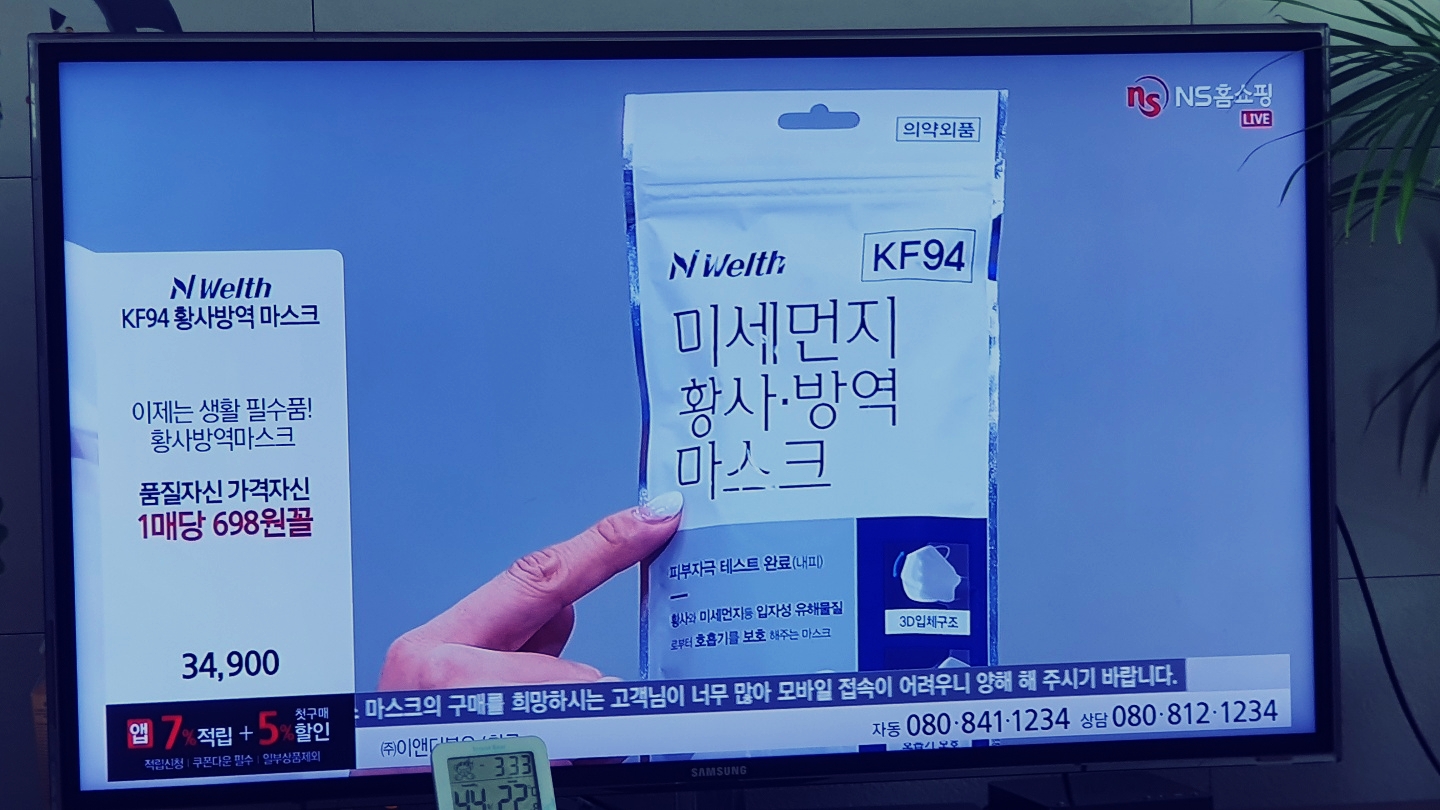 NS홈쇼핑
LIVE
의약외품
N Welth
KF94
미세먼지
황사·방역
마스크
피부자극 테스트 완료(내피)
황사와 미세먼지등 입자성 유해물질
로부터 호흡기를 보호 해주는 마스크
3D입체구조
N Welth
KF94 황사방역 마스크
이제는 생활 필수품!
황사방역마스크
품질자신 가격자신
1매당 698원꼴
34,900
마스크의 구매를 희망하시는 고객님이 너무 많아 모바일 접속이 어려우니 양해 해 주시기 바랍니다.
앱 7%적립 + 5%첫구매 할인
적립신청 | 쿠폰다운 필수 | 일부상품제외
자동 080·841·1234 상담 080·812·1234
SAMSUNG
3:33
44 22